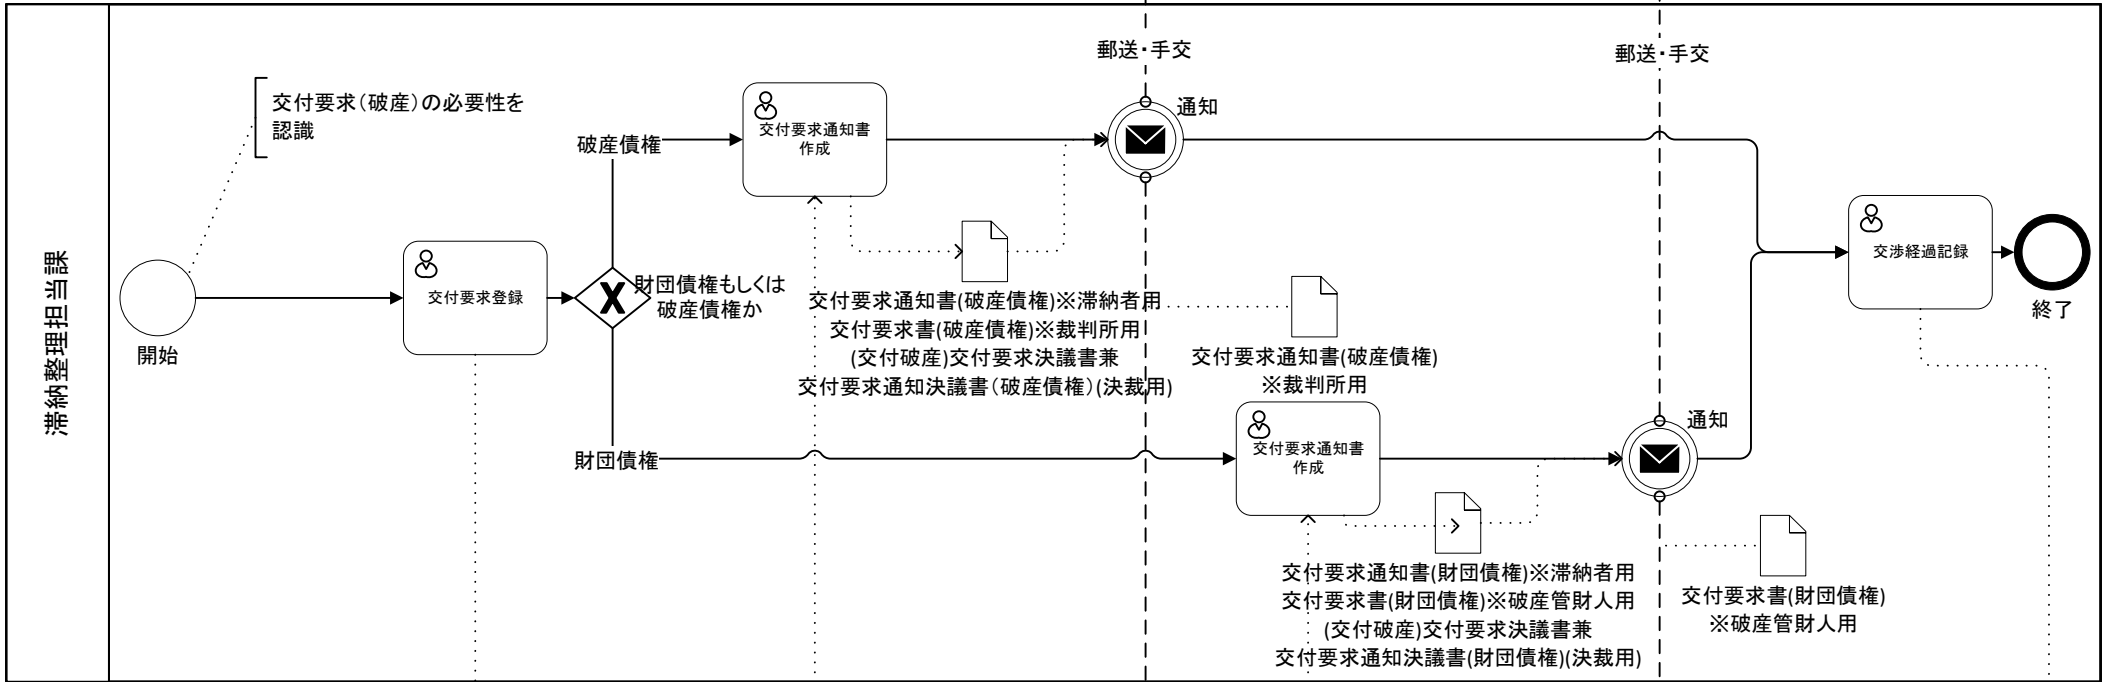 滞納整理担当課
開始
交付要求（破産）の必要性を
認識
交付要求登録
財団債権もしくは
破産債権か
破産債権
交付要求通知書
作成
交付要求通知書(破産債権)※滞納者用
交付要求書(破産債権)※裁判所用
(交付破産)交付要求決議書兼
交付要求通知決議書（破産債権）(決裁用)
郵送・手交
通知
交付要求通知書(破産債権)
※裁判所用
財団債権
交付要求通知書
作成
交付要求通知書(財団債権)※滞納者用
交付要求書(財団債権)※破産管財人用
(交付破産)交付要求決議書兼
交付要求通知決議書(財団債権)(決裁用)
郵送・手交
通知
交付要求書(財団債権)
※破産管財人用
交渉経過記録
終了